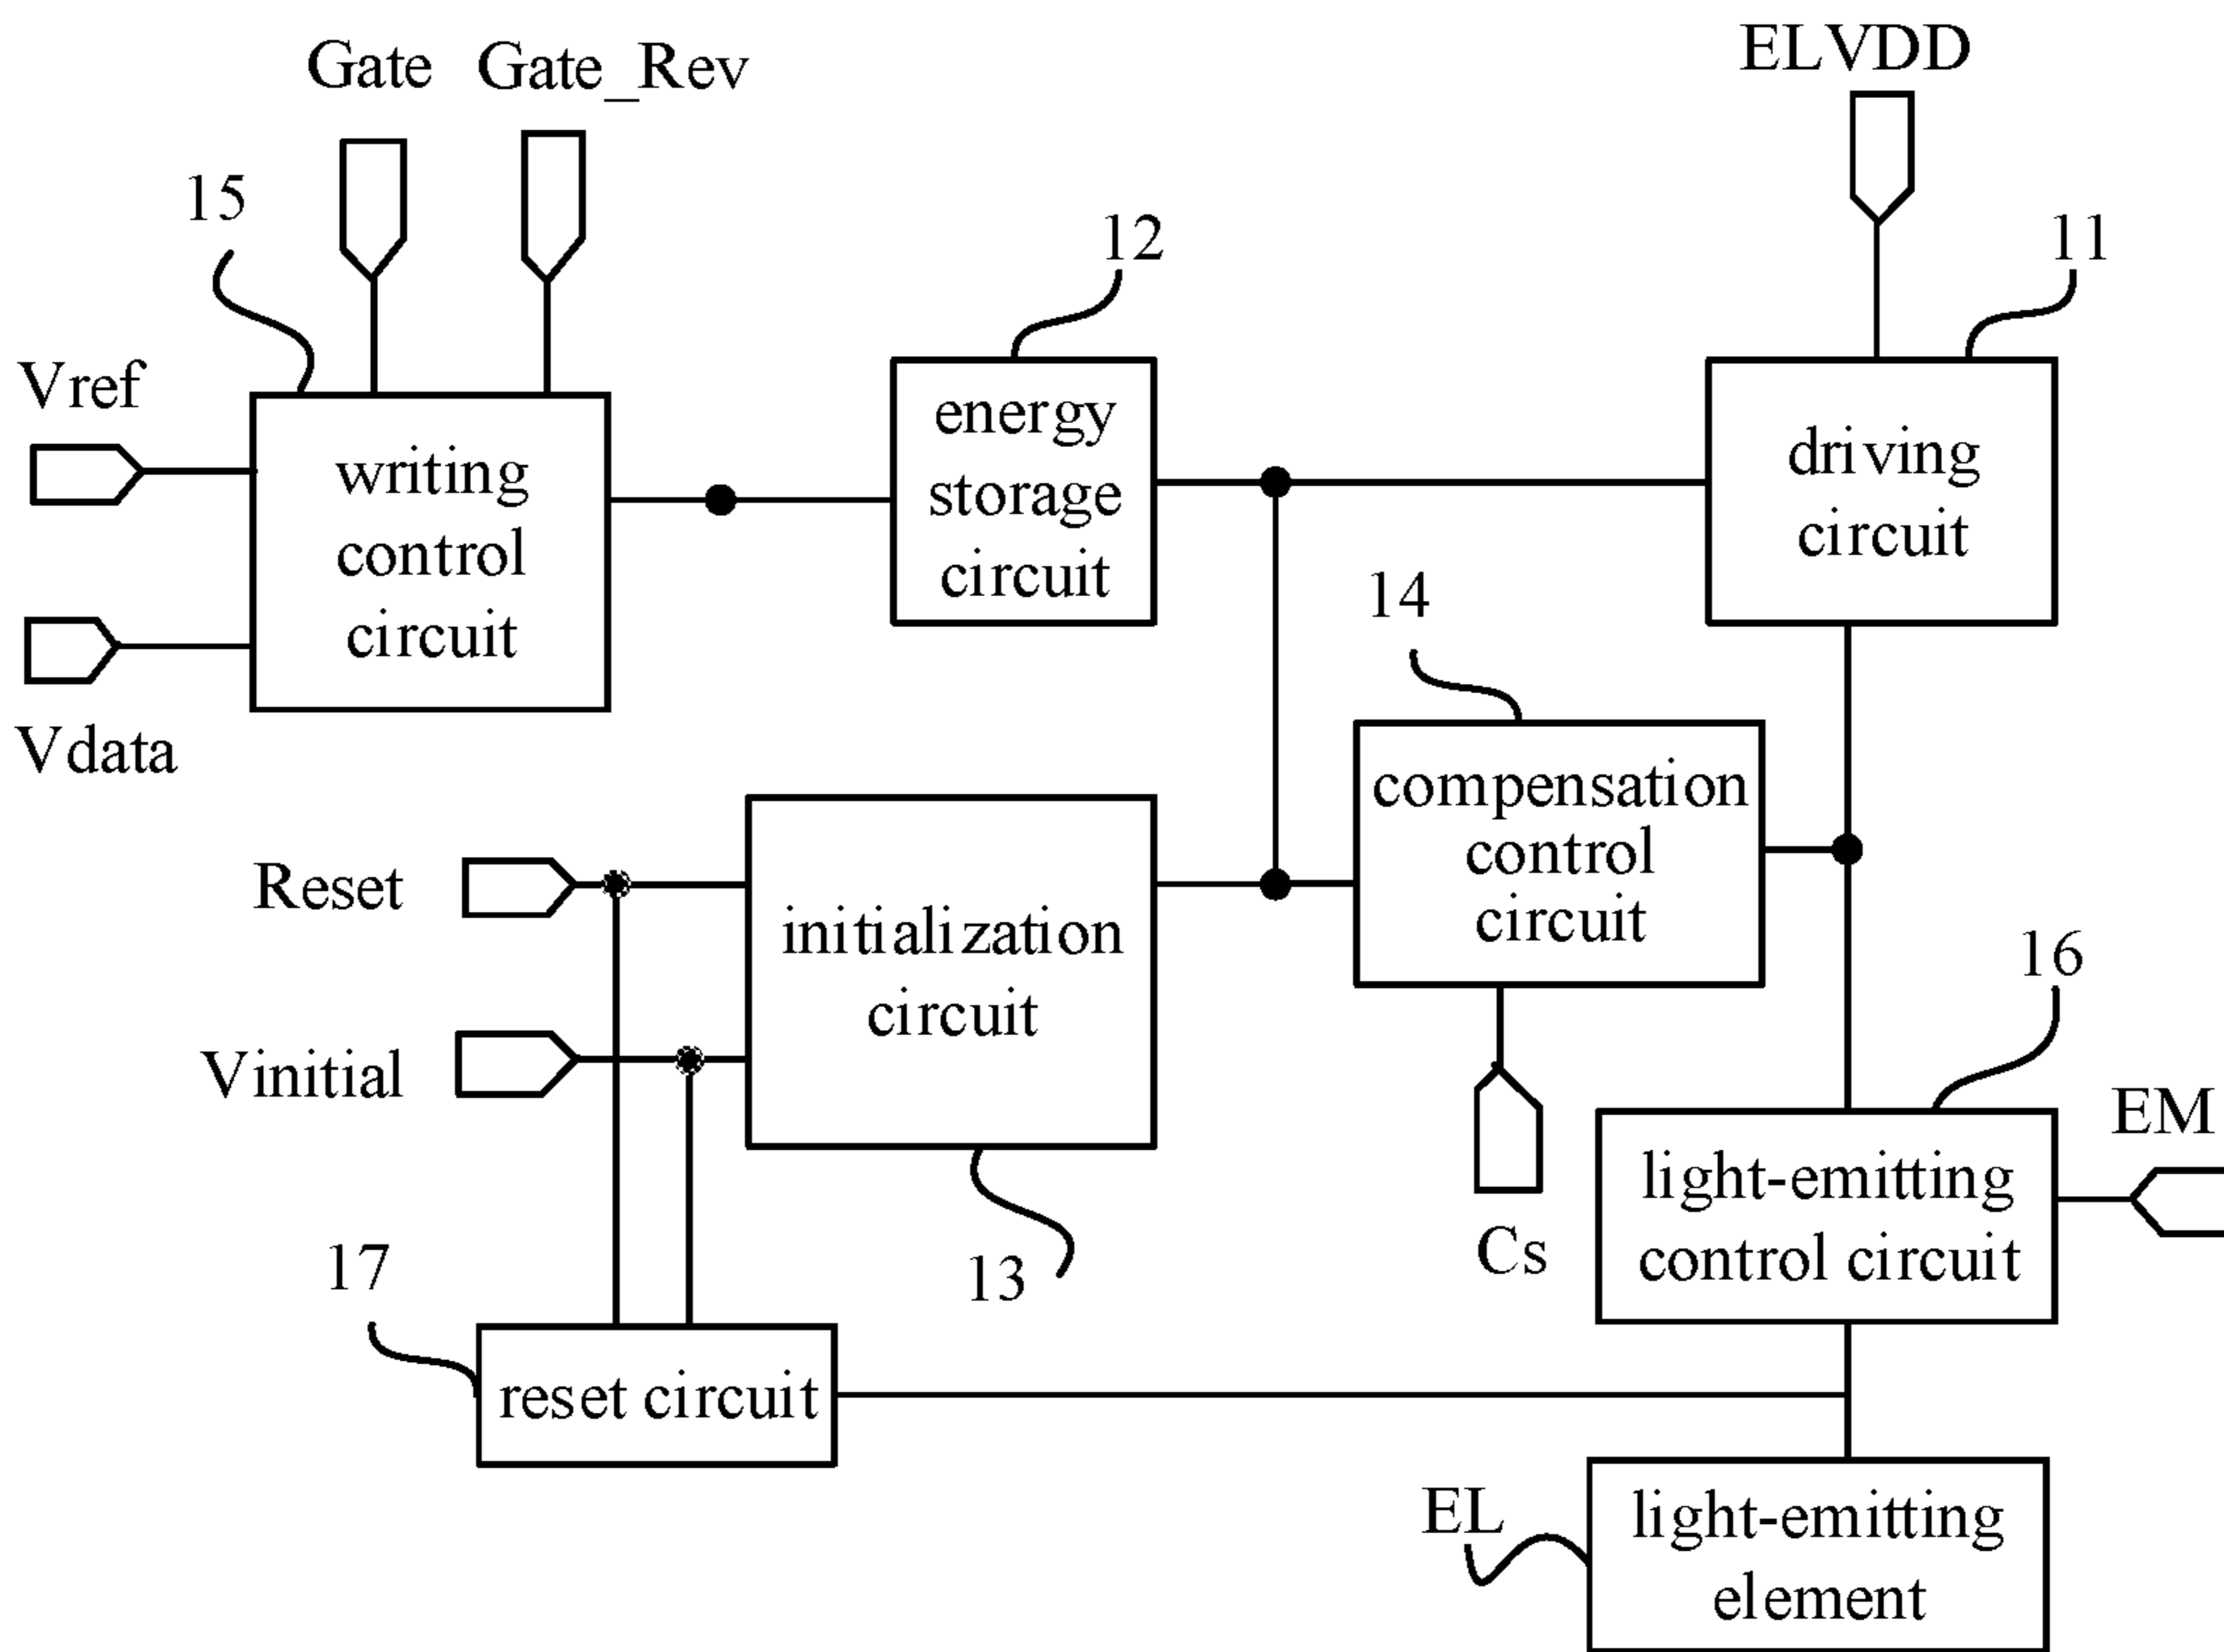 Gate
Gate_Rev
ELVDD
15
12
11
Vref
energy
storage
circuit
driving
circuit
writing
control
circuit
14
Vdata
compensation
control
circuit
Reset
initialization
circuit
16
Vinitial
EM
light-emitting
control circuit
Cs
17
13
reset circuit
EL
light-emitting
element